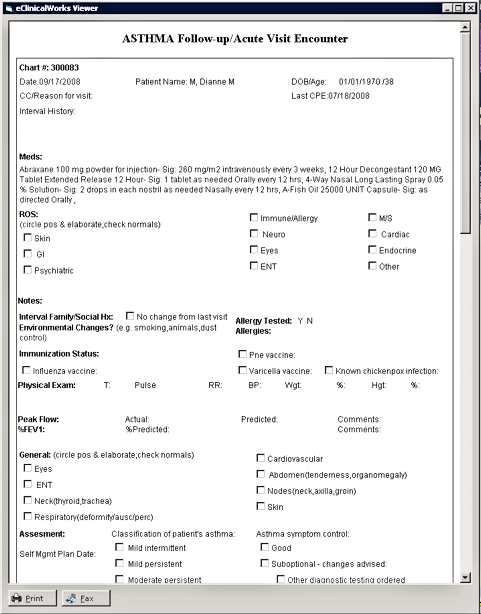 eClinicalWorks Viewer
ASTHMA Follow-up/Acute Visit Encounter
Chart #: 300083
Date:09/17/2008 Patient Name: M, Dianne M DOB/Age: 01/01/1970 /38
CC/Reason for visit: Last CPE:07/18/2008
Interval History:
Meds:
Abraxane 100 mg powder for injection- Sig: 260 mg/m2 intravenously every 3 weeks, 12 Hour Decongestant 120 MG
Tablet Extended Release 12 Hour- Sig: 1 tablet as needed Orally every 12 hrs, 4-Way Nasal Long Lasting Spray 0.05
% Solution- Sig: 2 drops in each nostril as needed Nasally every 12 hrs, A-Fish Oil 25000 UNIT Capsule- Sig: as
directed Orally ,
ROS:
(circle pos & elaborate;check normals)
Immune/Allergy M/S
Skin Neuro Cardiac
GI Eyes Endocrine
Psychiatric ENT Other
Notes:
Interval Family/Social Hx: No change from last visit
Environmental Changes? (e.g. smoking,animals,dust
control)
Allergy Tested: Y N
Allergies:
Immunization Status: Pne vaccine:
Influenza vaccine: Varicella vaccine: Known chickenpox infection:
Physical Exam: T: Pulse RR: BP: Wgt: %: Hgt: %:
Peak Flow: Actual: Predicted: Comments:
%FEV1: %Predicted: Comments:
General: (circle pos & elaborate;check normals)
Eyes
ENT
Neck(thyroid,trachea)
Respiratory(deformity/ausc/perc)
Cardiovascular
Abdomen(tenderness,organomegaly)
Nodes(neck,axilla,groin)
Skin
Assesment: Classification of patient's asthma: Asthma symptom control:
Self Mgmt Plan Date: Mild intermittent Good
Mild persistent Suboptional - changes advised:
Moderate persistent Other diagnostic testing ordered
Print Fax